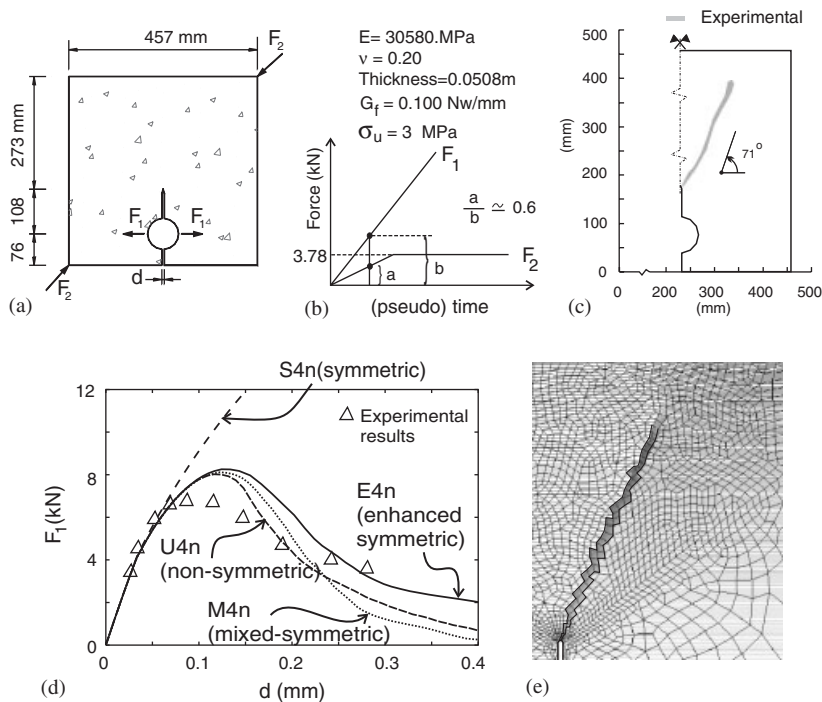 457 mm
F2
273 mm
108
76
F1
F1
d
F2
(a)
E= 30580.MPa
ν = 0.20
Thickness=0.0508m
Gf = 0.100 Nw/mm
σu = 3 MPa
Force (kN)
F1
a
b
≃ 0.6
3.78
F2
a
b
(pseudo) time
(b)
Experimental
500
400
300
200
100
0
(mm)
71°
0
200
300
400
500
(mm)
(c)
S4n(symmetric)
12
8
4
0
F1(kN)
Experimental
results
E4n
(enhanced
symmetric)
U4n
(non-symmetric)
M4n
(mixed-symmetric)
0
0.1
0.2
0.3
0.4
d (mm)
(d)
(e)